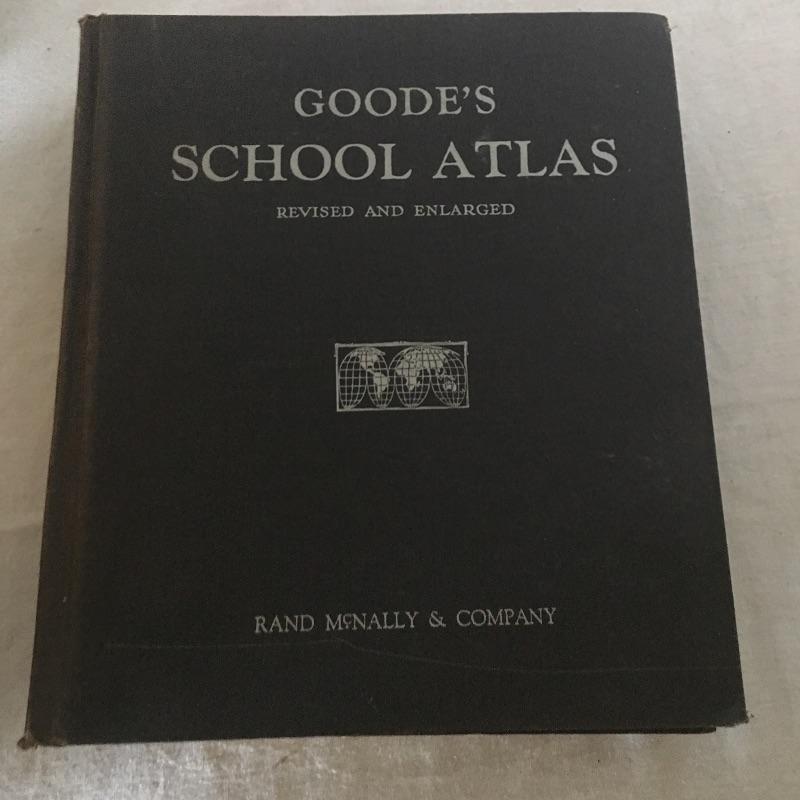 GOODE'S
SCHOOL ATLAS
REVISED AND ENLARGED
RAND McNALLY & COMPANY